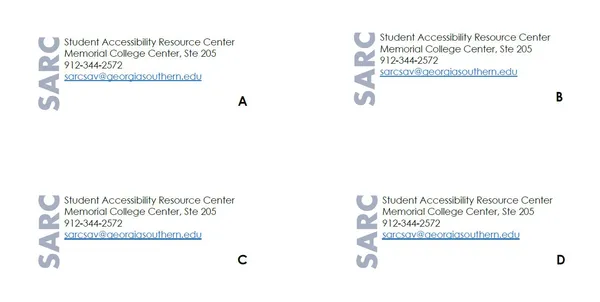 SARC
Student Accessibility Resource Center
Memorial College Center, Ste 205
912-344-2572
sarcsav@georgiasouthern.edu
A
SARC
Student Accessibility Resource Center
Memorial College Center, Ste 205
912-344-2572
sarcsav@georgiasouthern.edu
B
SARC
Student Accessibility Resource Center
Memorial College Center, Ste 205
912-344-2572
sarcsav@georgiasouthern.edu
C
SARC
Student Accessibility Resource Center
Memorial College Center, Ste 205
912-344-2572
sarcsav@georgiasouthern.edu
D